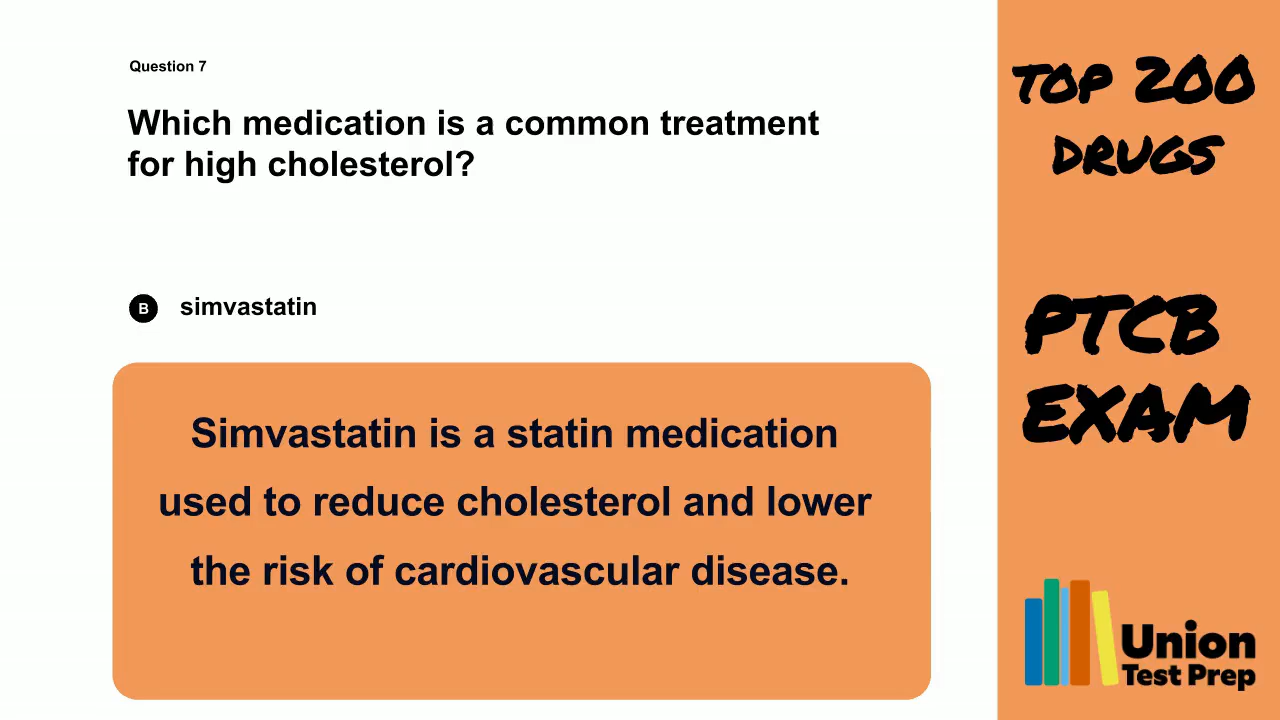 Question 7
Which medication is a common treatment
for high cholesterol?
B simvastatin
Simvastatin is a statin medication
used to reduce cholesterol and lower
the risk of cardiovascular disease.
TOP 200
DRUGS
PTCB
EXAM
Union
Test Prep